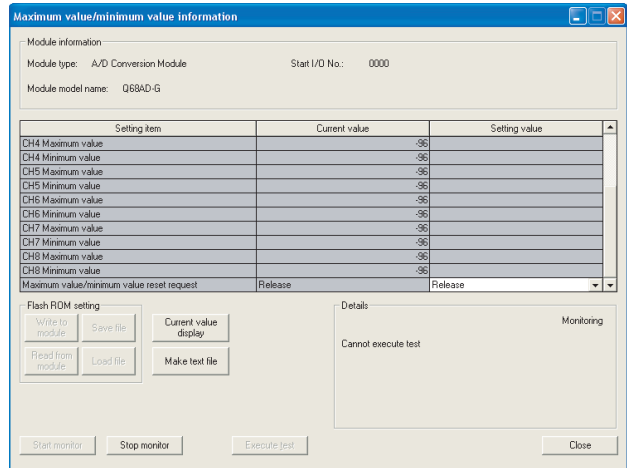 Maximum value/minimum value information
Module information
Module type: A/D Conversion Module Start I/O No.: 0000
Module model name: Q68AD-G
Setting item Current value Setting value
CH4 Maximum value -96
CH4 Minimum value -96
CH5 Maximum value -96
CH5 Minimum value -96
CH6 Maximum value -96
CH6 Minimum value -96
CH7 Maximum value -96
CH7 Minimum value -96
CH8 Maximum value -96
CH8 Minimum value -96
Maximum value/minimum value reset request Release Release
Flash ROM setting
Write to
module
Save file
Current value
display
Read from
module
Load file
Make text file
Details
Monitoring
Cannot execute test
Start monitor Stop monitor Execute test Close